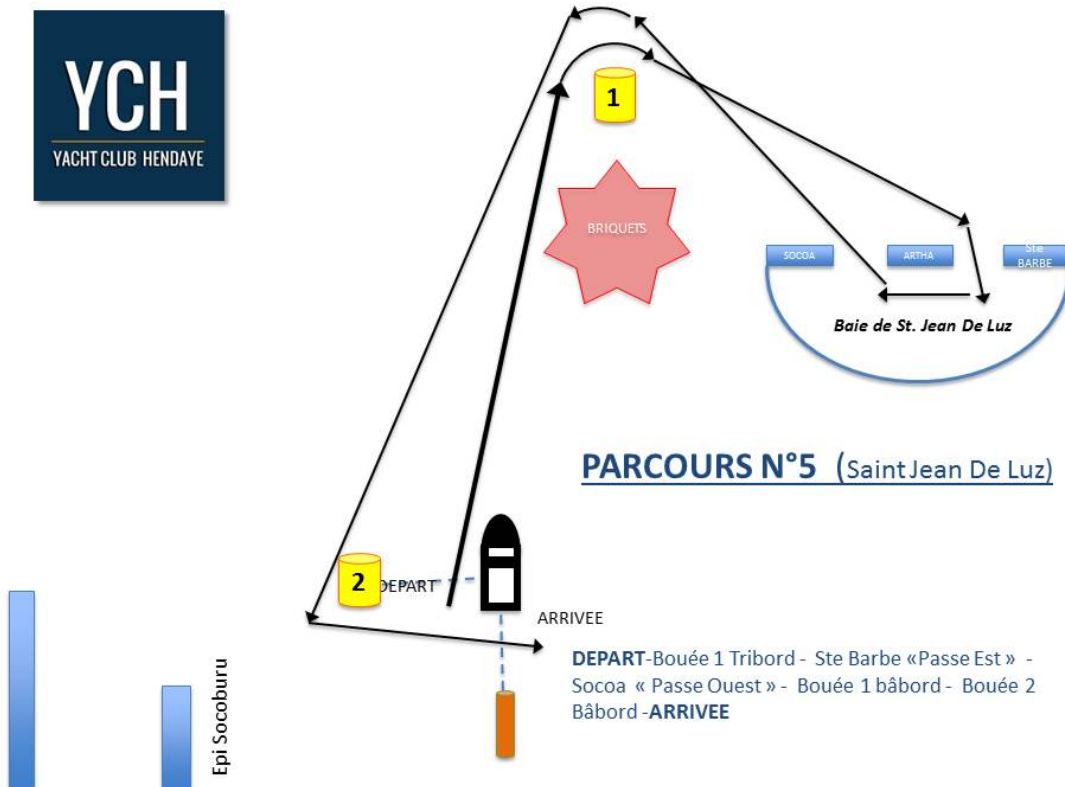 YCH
YACHT CLUB HENDAYE
1
BRIQUETS
SOCOA
ARTHA
Ste
BARBE
Baie de St. Jean De Luz
PARCOURS N°5 (Saint Jean De Luz)
2
DEPART
ARRIVEE
DEPART-Bouée 1 Tribord - Ste Barbe «Passe Est » -
Socoa « Passe Ouest » - Bouée 1 bâbord - Bouée 2
Bâbord -ARRIVEE
Epi Socoburu